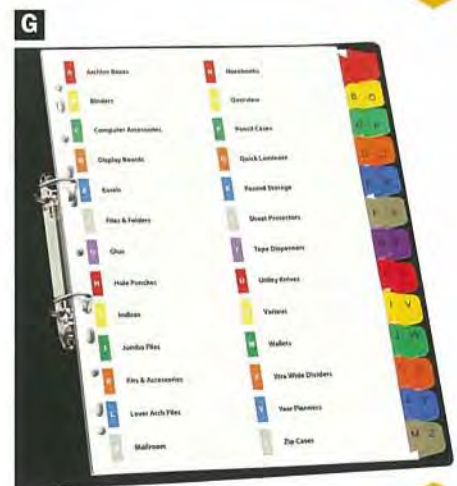 G
A Archive Boxes
Binders
C Computer Accessories
D Display Boards
E Easels
Files & Folders
G Glue
H Hole Punches
Indices
J Jumbo Files
K Kits & Accessories
L Lever Arch Files
Mailroom
N Notebooks
Overview
P Pencil Cases
Q Quick Laminate
R Record Storage
Sheet Protectors
T Tape Dispensers
U Utility Knives
Various
W Wallets
X Xtra Wide Dividers
Y Year Planners
Zip Cases
B O
C P
D Q
I V
J W
M Z